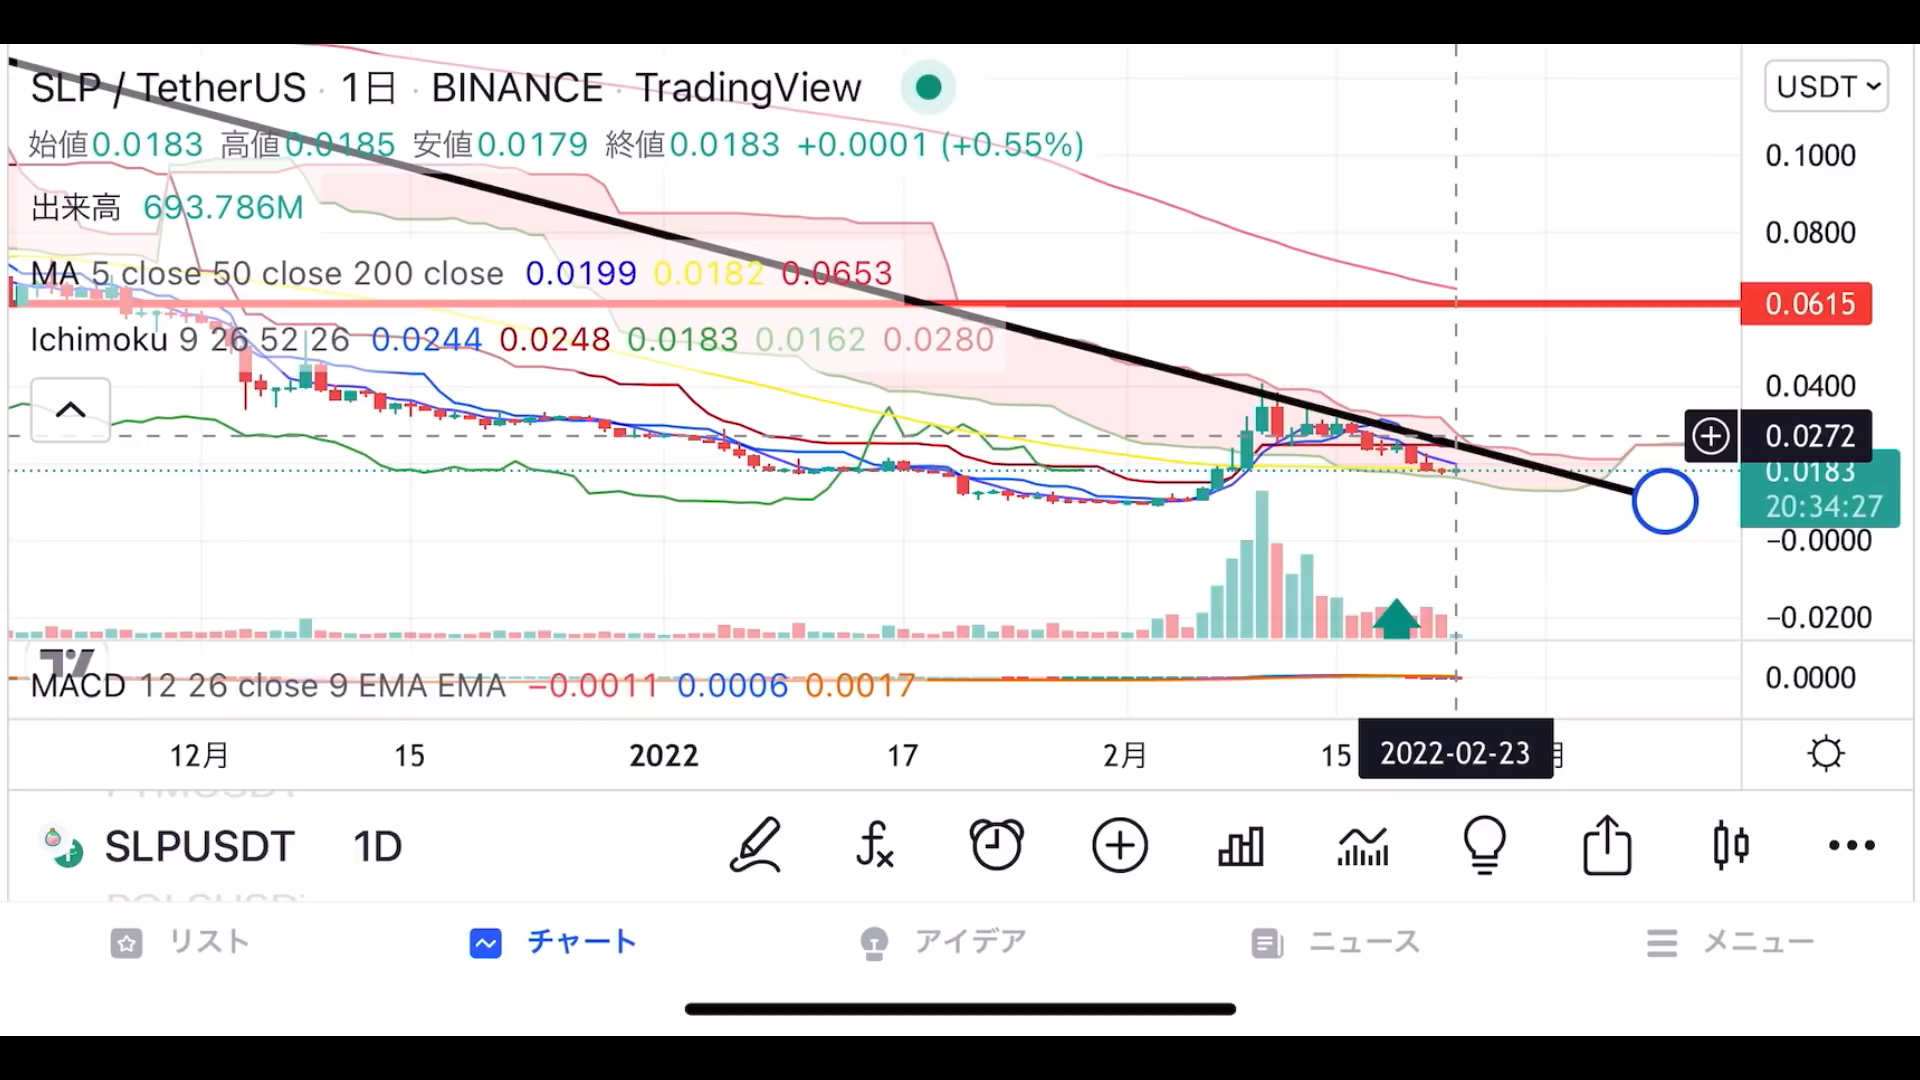 SLP / TetherUS · 1日 · BINANCE · TradingView
USDT
始値0.0183 高値0.0185 安値0.0179 終値0.0183 +0.0001 (+0.55%)
0.1000
出来高 693.786M
0.0800
MA 5 close 50 close 200 close 0.0199 0.0182 0.0653
0.0615
Ichimoku 9 26 52 26 0.0244 0.0248 0.0183 0.0162 0.0280
0.0400
0.0272
0.0183
20:34:27
−0.0000
−0.0200
MACD 12 26 close 9 EMA EMA −0.0011 0.0006 0.0017
0.0000
12月 15 2022 17 2月 15 2022-02-23 月
SLPUSDT 1D
リスト チャート アイデア ニュース メニュー